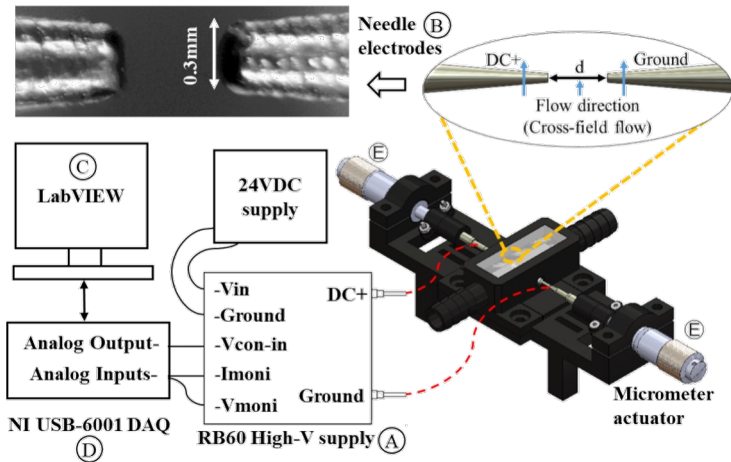 0.3mm
Needle Ⓑ
electrodes
DC+
d
Ground
Flow direction
(Cross-field flow)
Ⓒ
LabVIEW
24VDC
supply
Ⓔ
-Vin
DC+
-Ground
Analog Output-
-Vcon-in
Analog Inputs-
-Imoni
Ground
-Vmoni
Ⓔ
Micrometer
actuator
NI USB-6001 DAQ
Ⓓ
RB60 High-V supply Ⓐ